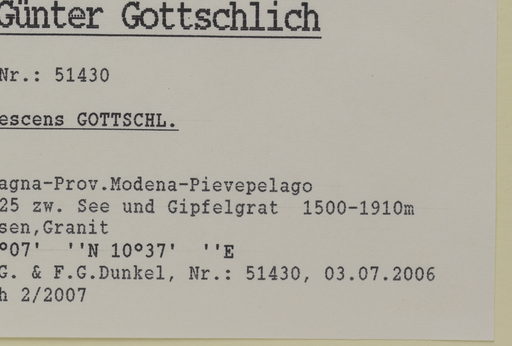 Günter Gottschlich
Nr.: 51430
escens GOTTSCHL.
agna-Prov.Modena-Pievepelago
25 zw. See und Gipfelgrat 1500-1910m
sen,Granit
°07' ''N 10°37' ''E
G. & F.G.Dunkel, Nr.: 51430, 03.07.2006
h 2/2007